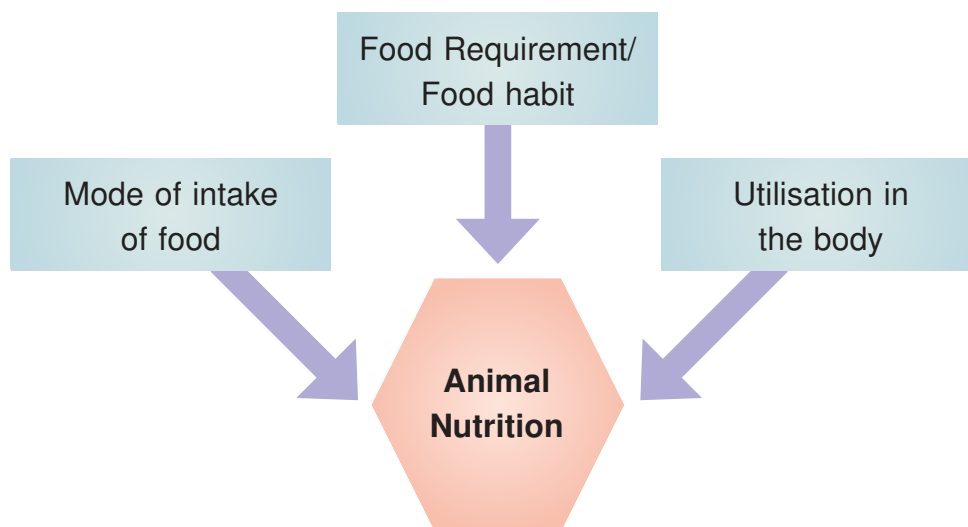 Food Requirement/
Food habit
Mode of intake
of food
Utilisation in
the body
Animal
Nutrition